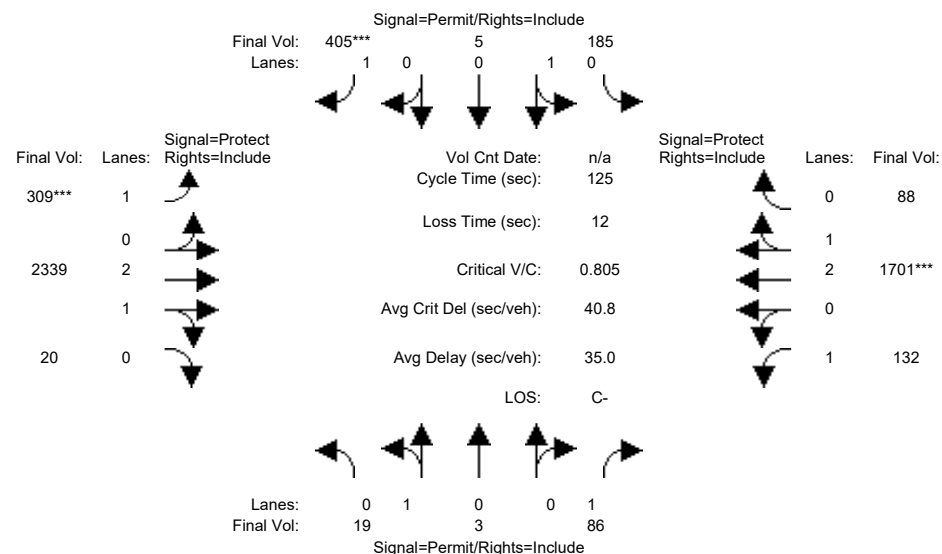 Signal=Permit/Rights=Include
Final Vol: 405*** 5 185
Lanes: 1 0 0 1 0
Signal=Protect Signal=Protect
Final Vol: Lanes: Rights=Include Vol Cnt Date: n/a Rights=Include Lanes: Final Vol:
Cycle Time (sec): 125
309*** 1 0 88
Loss Time (sec): 12
0 1
2339 2 Critical V/C: 0.805 2 1701***
1 Avg Crit Del (sec/veh): 40.8 0
20 0 Avg Delay (sec/veh): 35.0 1 132
LOS: C-
Lanes: 0 1 0 0 1
Final Vol: 19 3 86
Signal=Permit/Rights=Include